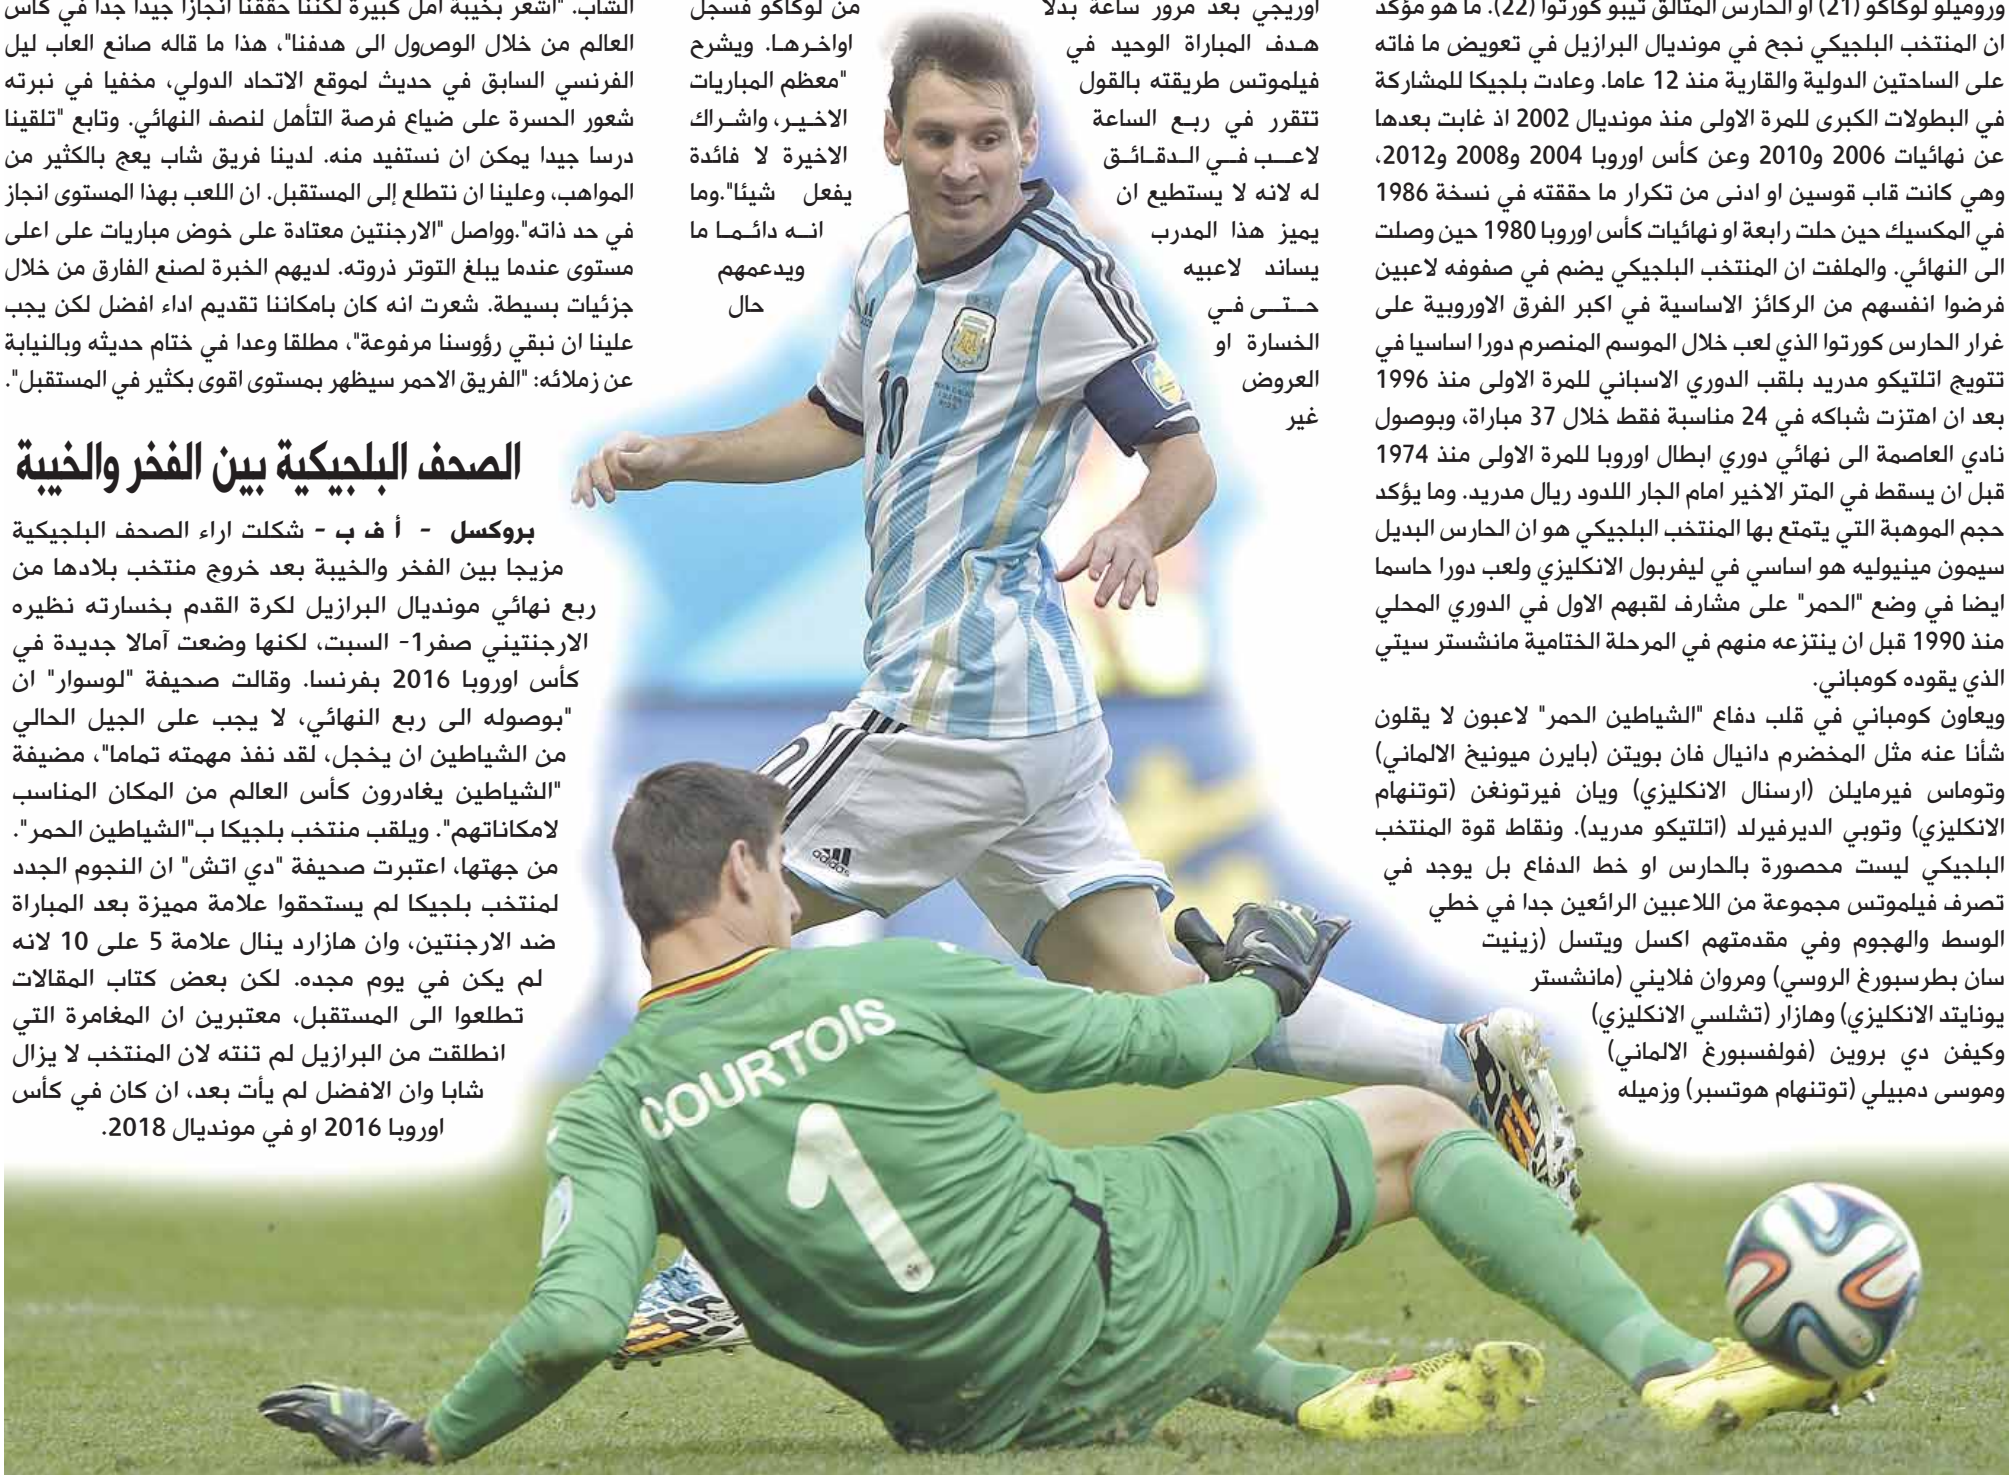 وروميلو لوكاكو (21) او الحارس المتالق تيبو كورتوا (22). ما هو مؤكد
ان المنتخب البلجيكي نجح في مونديال البرازيل في تعويض ما فاته
على الساحتين الدولية والقارية منذ 12 عاما. وعادت بلجيكا للمشاركة
في البطولات الكبرى للمرة الاولى منذ مونديال 2002 اذ غابت بعدها
عن نهائيات 2006 و2010 وعن كأس اوروبا 2004 و2008 و2012،
وهي كانت قاب قوسين او ادنى من تكرار ما حققته في نسخة 1986
في المكسيك حين حلت رابعة او نهائيات كأس اوروبا 1980 حين وصلت
الى النهائي. والملفت ان المنتخب البلجيكي يضم في صفوفه لاعبين
فرضوا انفسهم من الركائز الاساسية في اكبر الفرق الاوروبية على
غرار الحارس كورتوا الذي لعب خلال الموسم المنصرم دورا اساسيا في
تتويج اتلتيكو مدريد بلقب الدوري الاسباني للمرة الاولى منذ 1996
بعد ان اهتزت شباكه في 24 مناسبة فقط خلال 37 مباراة، وبوصول
نادي العاصمة الى نهائي دوري ابطال اوروبا للمرة الاولى منذ 1974
قبل ان يسقط في المتر الاخير امام الجار اللدود ريال مدريد. وما يؤكد
حجم الموهبة التي يتمتع بها المنتخب البلجيكي هو ان الحارس البديل
سيمون مينيوليه هو اساسي في ليفربول الانكليزي ولعب دورا حاسما
ايضا في وضع "الحمر" على مشارف لقبهم الاول في الدوري المحلي
منذ 1990 قبل ان ينتزعه منهم في المرحلة الختامية مانشستر سيتي
الذي يقوده كومباني.
ويعاون كومباني في قلب دفاع "الشياطين الحمر" لاعبون لا يقلون
شأنا عنه مثل المخضرم دانيال فان بويتن (بايرن ميونيخ الالماني)
وتوماس فيرمايلن (ارسنال الانكليزي) ويان فيرتونغن (توتنهام
الانكليزي) وتوبي الديرفيرلد (اتلتيكو مدريد). ونقاط قوة المنتخب
البلجيكي ليست محصورة بالحارس او خط الدفاع بل يوجد في
تصرف فيلموتس مجموعة من اللاعبين الرائعين جدا في خطي
الوسط والهجوم وفي مقدمتهم اكسل ويتسل (زينيت
سان بطرسبورغ الروسي) ومروان فلايني (مانشستر
يونايتد الانكليزي) وهازار (تشلسي الانكليزي)
وكيفن دي بروين (فولفسبورغ الالماني)
وموسى دمبيلي (توتنهام هوتسبر) وزميله
اوريجي بعد مرور ساعة بدلا من لوكاكو فسجل
هدف المباراة الوحيد في اواخرها. ويشرح
فيلموتس طريقته بالقول "معظم المباريات
تتقرر في ربع الساعة الاخير، واشراك
لاعب في الدقائق الاخيرة لا فائدة
له لانه لا يستطيع ان يفعل شيئا".وما
يميز هذا المدرب انه دائما ما
يساند لاعبيه ويدعمهم
حتى في حال
الخسارة او
العروض
غير
الشاب. "اشعر بخيبة امل كبيرة لكننا حققنا انجازا جيدا جدا في كأس
العالم من خلال الوصول الى هدفنا"، هذا ما قاله صانع العاب ليل
الفرنسي السابق في حديث لموقع الاتحاد الدولي، مخفيا في نبرته
شعور الحسرة على ضياع فرصة التأهل لنصف النهائي. وتابع "تلقينا
درسا جيدا يمكن ان نستفيد منه. لدينا فريق شاب يعج بالكثير من
المواهب، وعلينا ان نتطلع إلى المستقبل. ان اللعب بهذا المستوى انجاز
في حد ذاته".وواصل "الارجنتين معتادة على خوض مباريات على اعلى
مستوى عندما يبلغ التوتر ذروته. لديهم الخبرة لصنع الفارق من خلال
جزئيات بسيطة. شعرت انه كان بامكاننا تقديم اداء افضل لكن يجب
علينا ان نبقي رؤوسنا مرفوعة"، مطلقا وعدا في ختام حديثه وبالنيابة
عن زملائه: "الفريق الاحمر سيظهر بمستوى اقوى بكثير في المستقبل".
الصحف البلجيكية بين الفخر والخيبة
بروكسل - أ ف ب - شكلت اراء الصحف البلجيكية
مزيجا بين الفخر والخيبة بعد خروج منتخب بلادها من
ربع نهائي مونديال البرازيل لكرة القدم بخسارته نظيره
الارجنتيني صفر1- السبت، لكنها وضعت آمالا جديدة في
كأس اوروبا 2016 بفرنسا. وقالت صحيفة "لوسوار" ان
"بوصوله الى ربع النهائي، لا يجب على الجيل الحالي
من الشياطين ان يخجل، لقد نفذ مهمته تماما"، مضيفة
"الشياطين يغادرون كأس العالم من المكان المناسب
لامكاناتهم". ويلقب منتخب بلجيكا ب"الشياطين الحمر".
من جهتها، اعتبرت صحيفة "دي اتش" ان النجوم الجدد
لمنتخب بلجيكا لم يستحقوا علامة مميزة بعد المباراة
ضد الارجنتين، وان هازارد ينال علامة 5 على 10 لانه
لم يكن في يوم مجده. لكن بعض كتاب المقالات
تطلعوا الى المستقبل، معتبرين ان المغامرة التي
انطلقت من البرازيل لم تنته لان المنتخب لا يزال
شابا وان الافضل لم يأت بعد، ان كان في كأس
اوروبا 2016 او في مونديال 2018.
10
adidas
COURTOIS
1